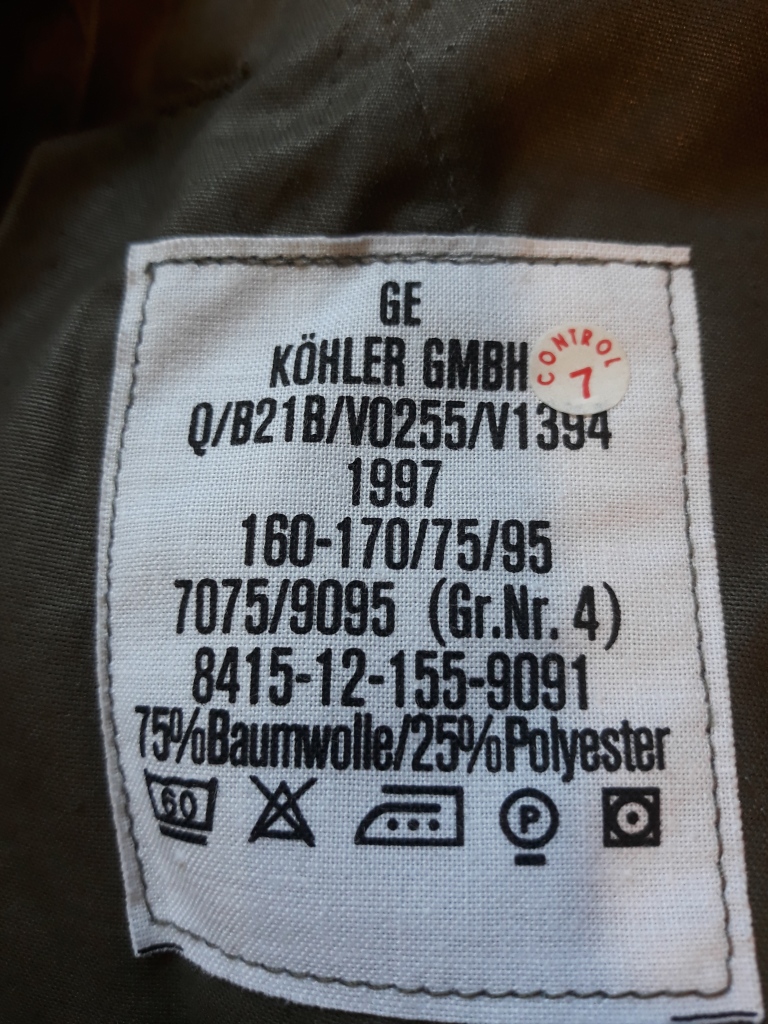 GE
KÖHLER GMBH
CONTROL
7
Q/B21B/V0255/V1394
1997
160-170/75/95
7075/9095 (Gr.Nr. 4)
8415-12-155-9091
75%Baumwolle/25%Polyester
60
P